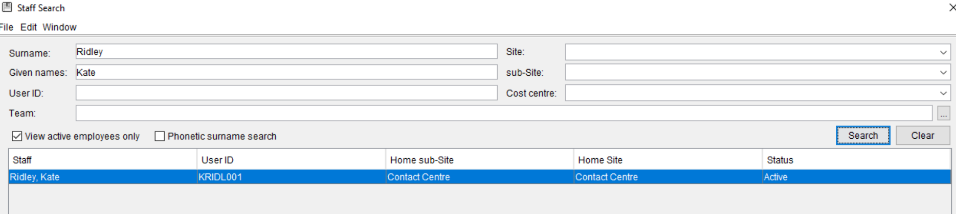 Staff Search
File Edit Window
Surname: Ridley Site:
Given names: Kate sub-Site:
User ID: Cost centre:
Team: ...
View active employees only Phonetic surname search Search Clear
Staff User ID Home sub-Site Home Site Status
Ridley, Kate KRIDL001 Contact Centre Contact Centre Active